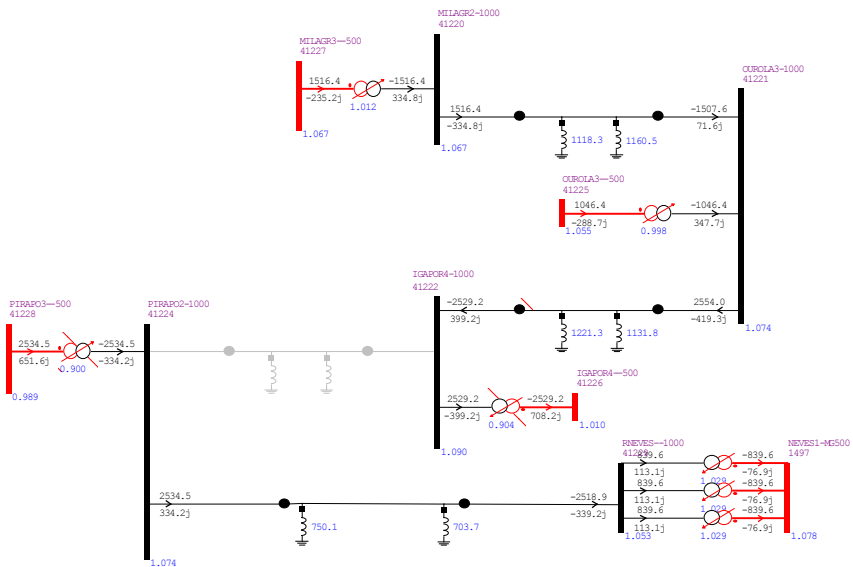 MILAGR2-1000
41220
MILAGR3--500
41227
1516.4
-235.2j
1.012
-1516.4
334.8j
1.067
1.067
1516.4
-334.8j
1118.3
1160.5
-1507.6
71.6j
OUROLA3-1000
41221
OUROLA3--500
41225
1046.4
-288.7j
1.055
0.998
-1046.4
347.7j
IGAPOR4-1000
41222
-2529.2
399.2j
1221.3
1131.8
2554.0
-419.3j
1.074
PIRAPO3--500
41228
PIRAPO2-1000
41224
2534.5
651.6j
0.900
-2534.5
-334.2j
0.989
IGAPOR4--500
41226
2529.2
-399.2j
0.904
-2529.2
708.2j
1.010
1.090
RNEVES--1000
NEVES1-MG500
1497
839.6
113.1j
1.029
-839.6
-76.9j
839.6
113.1j
1.029
-839.6
-76.9j
839.6
113.1j
1.029
-839.6
-76.9j
2534.5
334.2j
750.1
703.7
-2518.9
-339.2j
1.053
1.078
1.074